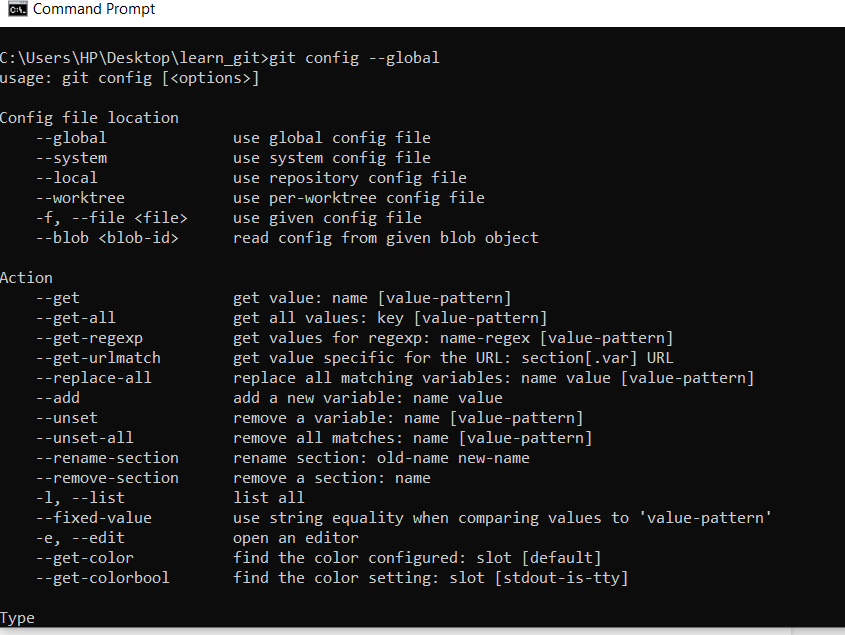 Command Prompt
C:\Users\HP\Desktop\learn_git>git config --global
usage: git config [<options>]
Config file location
--global use global config file
--system use system config file
--local use repository config file
--worktree use per-worktree config file
-f, --file <file> use given config file
--blob <blob-id> read config from given blob object
Action
--get get value: name [value-pattern]
--get-all get all values: key [value-pattern]
--get-regexp get values for regexp: name-regex [value-pattern]
--get-urlmatch get value specific for the URL: section[.var] URL
--replace-all replace all matching variables: name value [value-pattern]
--add add a new variable: name value
--unset remove a variable: name [value-pattern]
--unset-all remove all matches: name [value-pattern]
--rename-section rename section: old-name new-name
--remove-section remove a section: name
-l, --list list all
--fixed-value use string equality when comparing values to 'value-pattern'
-e, --edit open an editor
--get-color find the color configured: slot [default]
--get-colorbool find the color setting: slot [stdout-is-tty]
Type